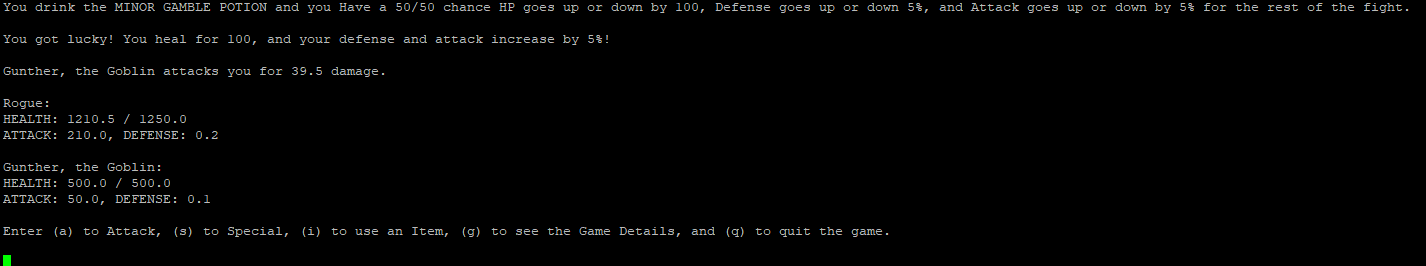 You drink the MINOR GAMBLE POTION and you Have a 50/50 chance HP goes up or down by 100, Defense goes up or down 5%, and Attack goes up or down by 5% for the rest of the fight.
You got lucky! You heal for 100, and your defense and attack increase by 5%!
Gunther, the Goblin attacks you for 39.5 damage.
Rogue:
HEALTH: 1210.5 / 1250.0
ATTACK: 210.0, DEFENSE: 0.2
Gunther, the Goblin:
HEALTH: 500.0 / 500.0
ATTACK: 50.0, DEFENSE: 0.1
Enter (a) to Attack, (s) to Special, (i) to use an Item, (g) to see the Game Details, and (q) to quit the game.